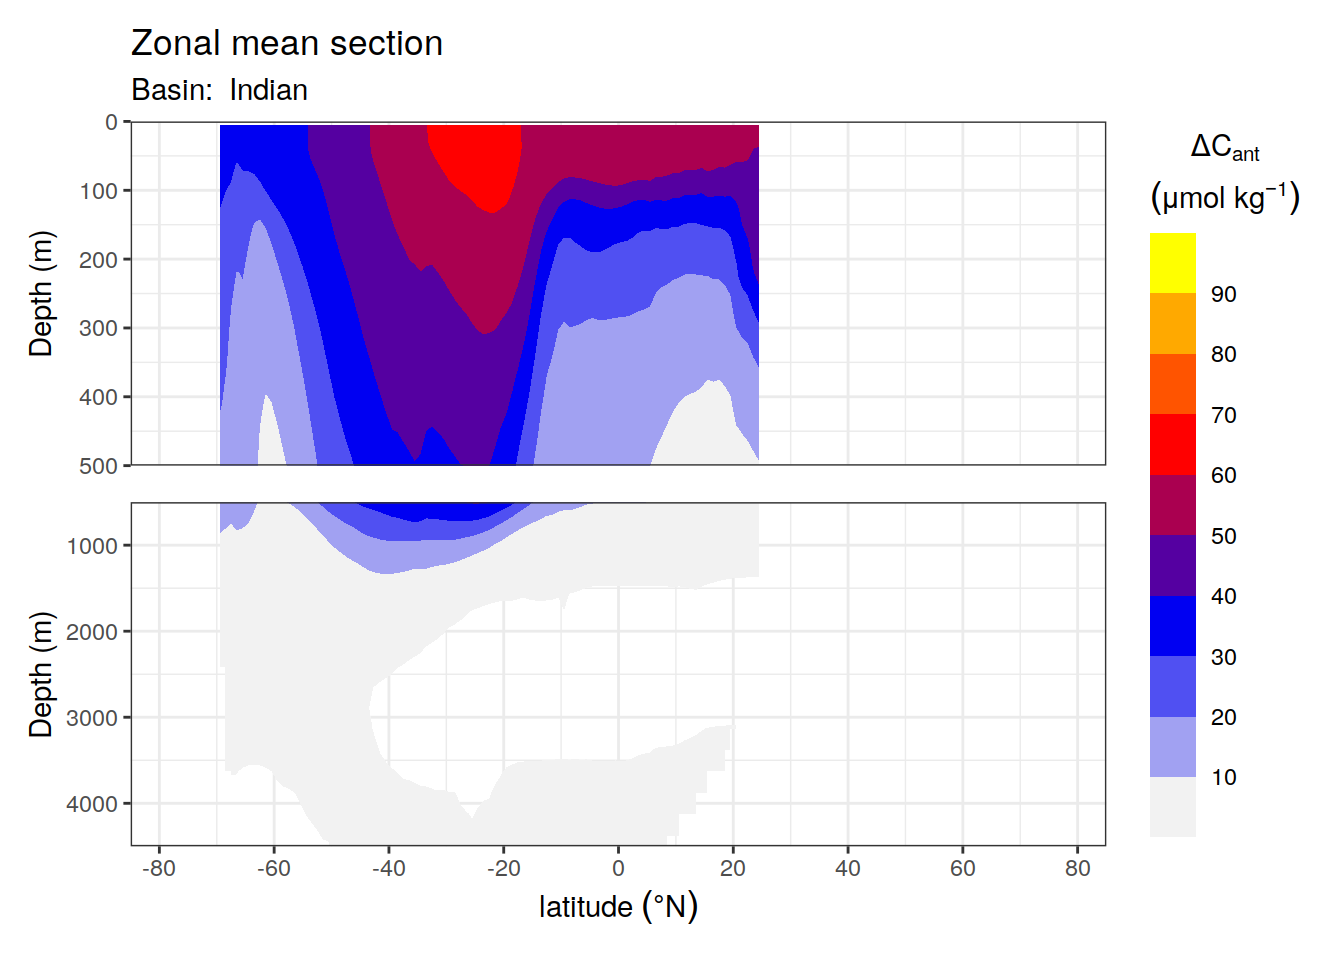 Zonal mean section
Basin:  Indian
0
100
200
300
400
500
Depth (m)
1000
2000
3000
4000
Depth (m)
-80 -60 -40 -20 0 20 40 60 80
latitude (°N)
ΔCant
(μmol kg⁻¹)
90
80
70
60
50
40
30
20
10